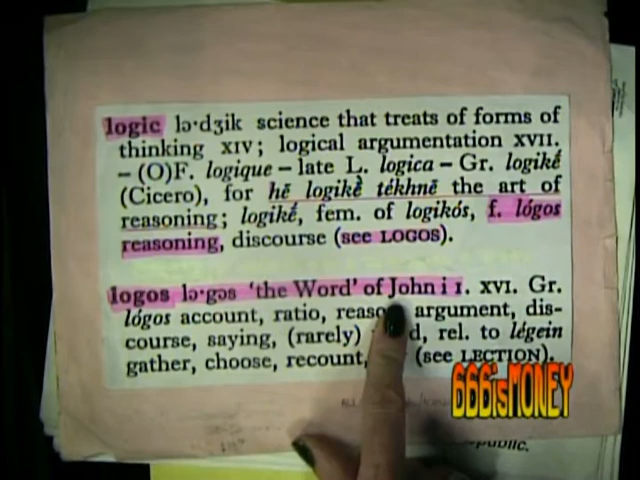 logic lɔ·dʒik science that treats of forms of
thinking XIV; logical argumentation XVII.
– (O)F. logique – late L. logica – Gr. logikḗ
(Cicero), for hē logikḕ tékhnē the art of
reasoning; logikḗ, fem. of logikós, f. lógos
reasoning, discourse (see LOGOS).
logos lɔ·gɔs 'the Word' of John i 1. XVI. Gr.
lógos account, ratio, reaso argument, dis-
course, saying, (rarely) rel. to légein
gather, choose, recount, (see LECTION).
666isMONEY
public.